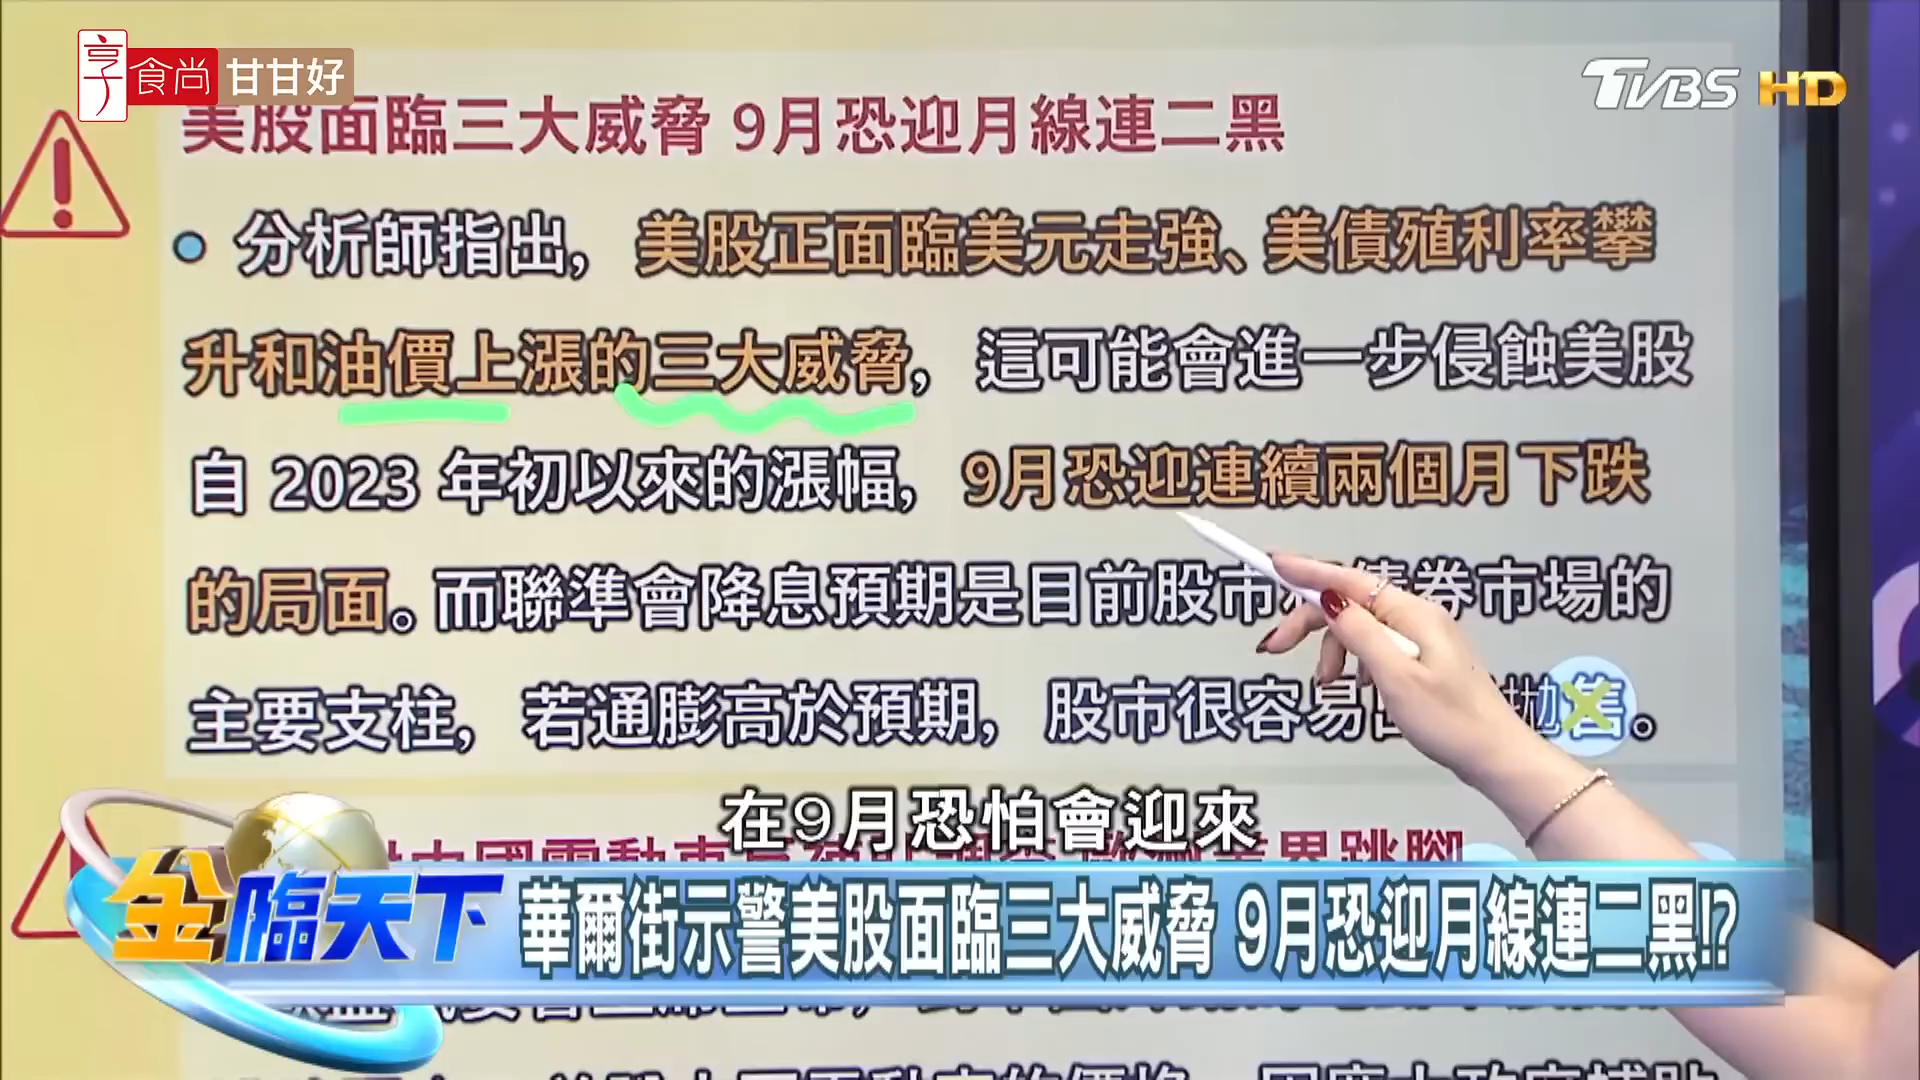 享食尚 甘甘好
TVBS HD
美股面臨三大威脅 9月恐迎月線連二黑
分析師指出，美股正面臨美元走強、美債殖利率攀
升和油價上漲的三大威脅，這可能會進一步侵蝕美股
自 2023 年初以來的漲幅，9月恐迎連續兩個月下跌
的局面。而聯準會降息預期是目前股市 債券市場的
主要支柱，若通膨高於預期，股市很容易 拋售。
在9月恐怕會迎來
金臨天下 華爾街示警美股面臨三大威脅 9月恐迎月線連二黑!?